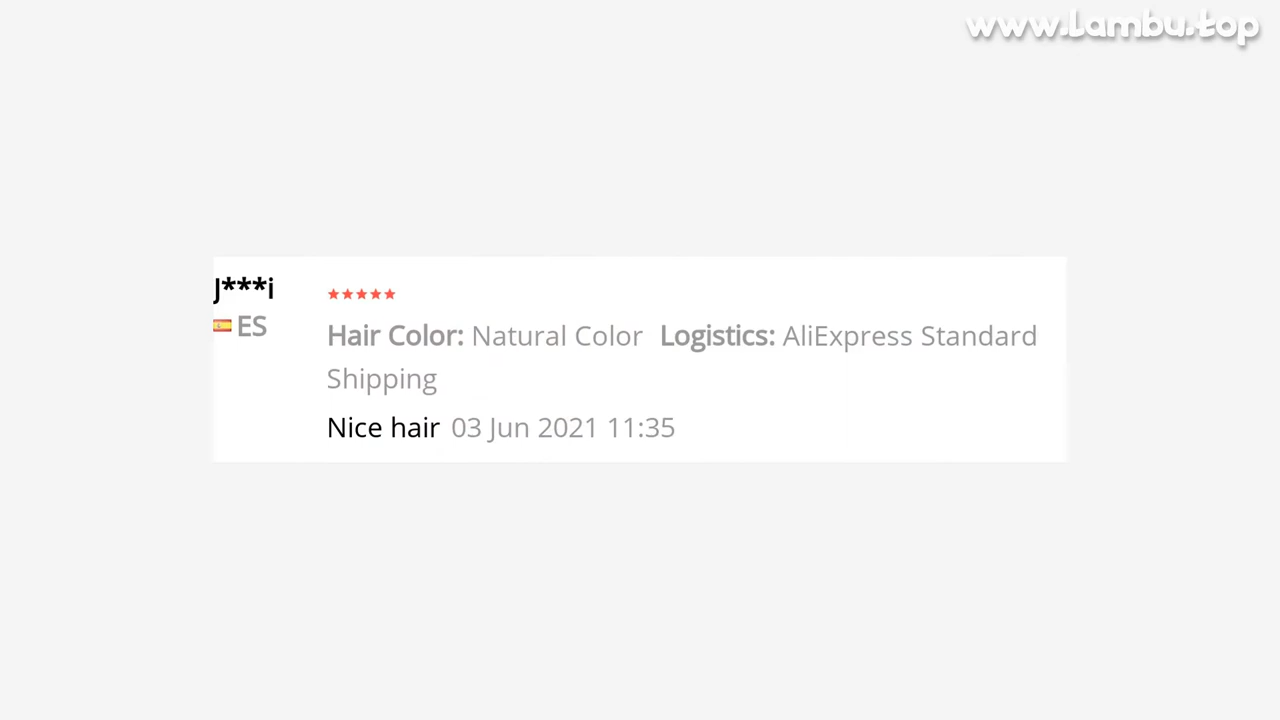 www.Lambu.top
J***i
ES
Hair Color: Natural Color Logistics: AliExpress Standard
Shipping
Nice hair 03 Jun 2021 11:35